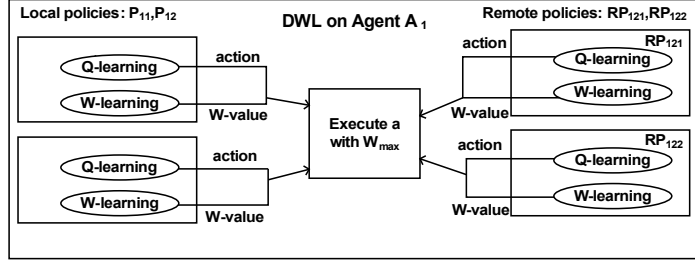 Local policies: P11,P12
DWL on Agent A1
Remote policies: RP121,RP122
Q-learning
W-learning
action
W-value
Q-learning
W-learning
action
W-value
Execute a
with Wmax
action
W-value
RP121
Q-learning
W-learning
action
W-value
RP122
Q-learning
W-learning